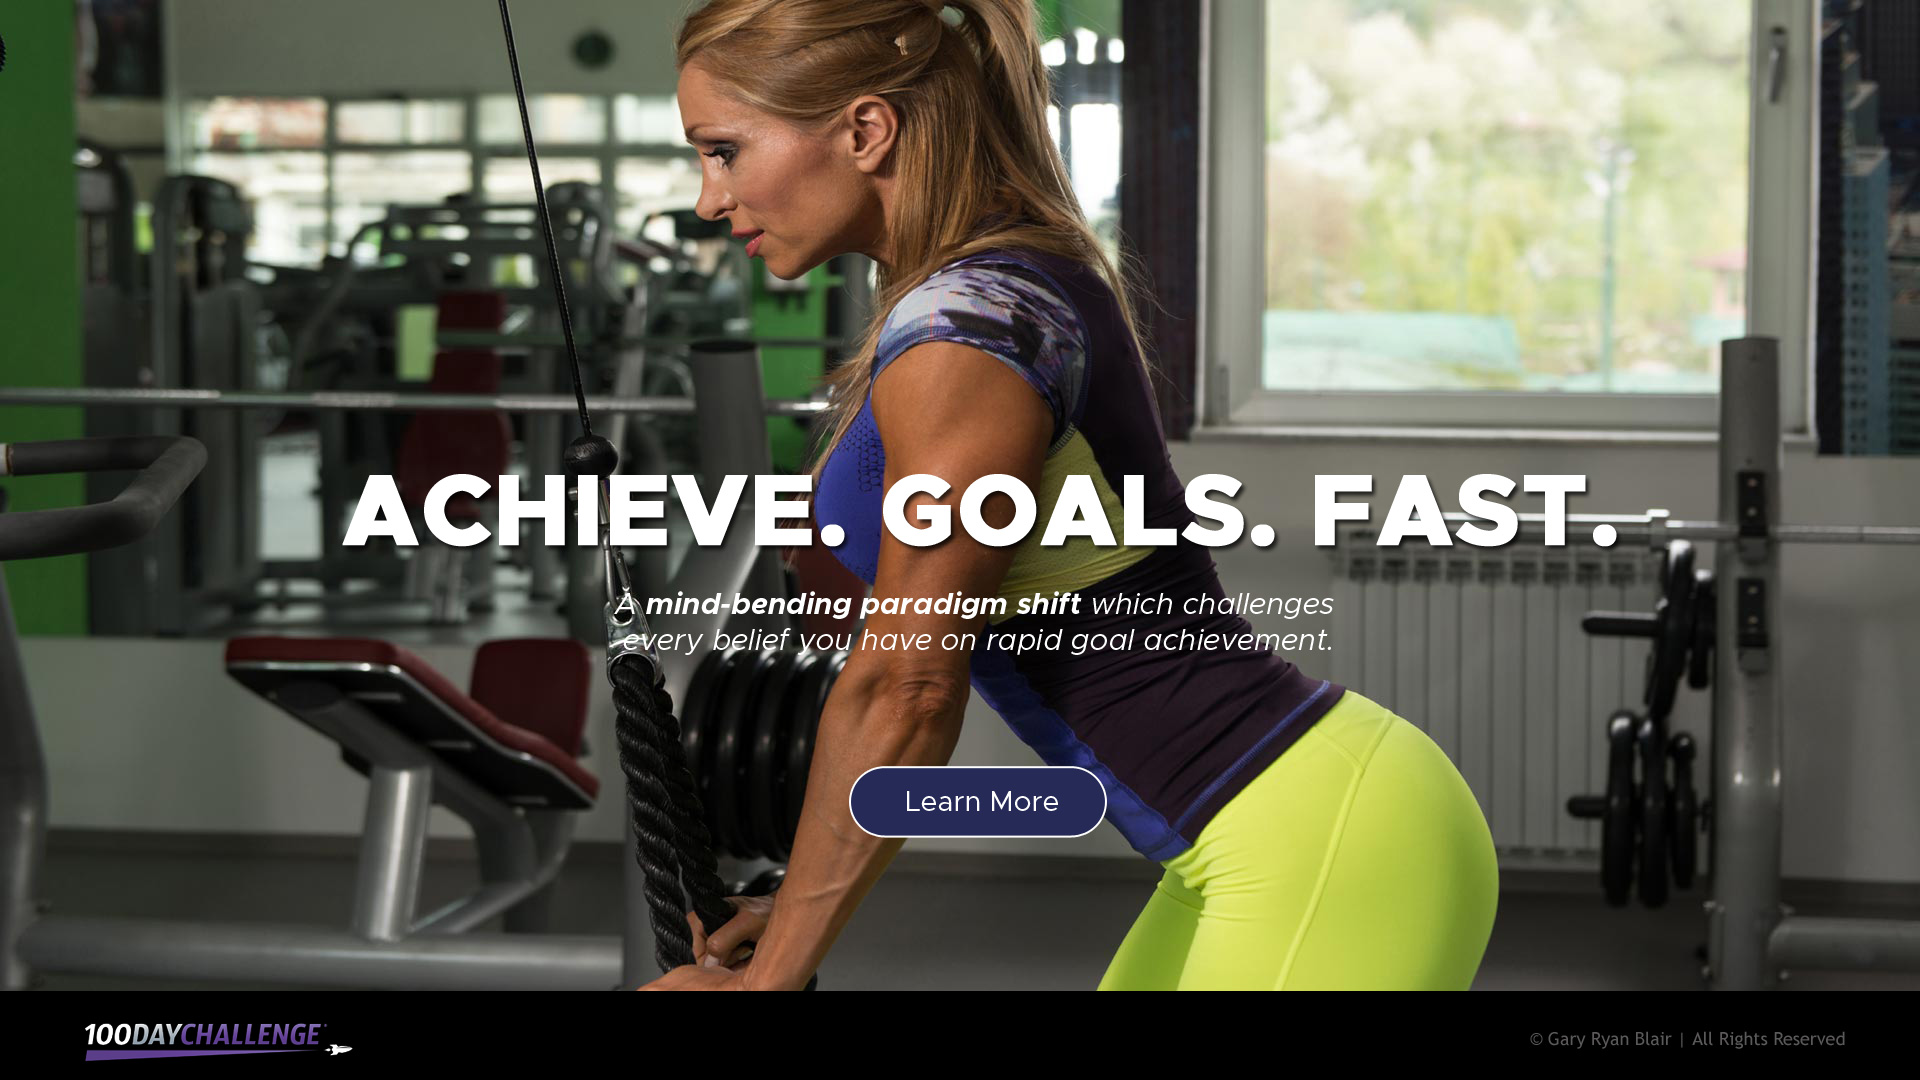 ACHIEVE. GOALS. FAST.
A mind-bending paradigm shift which challenges
every belief you have on rapid goal achievement.
Learn More
100DAYCHALLENGE
© Gary Ryan Blair | All Rights Reserved